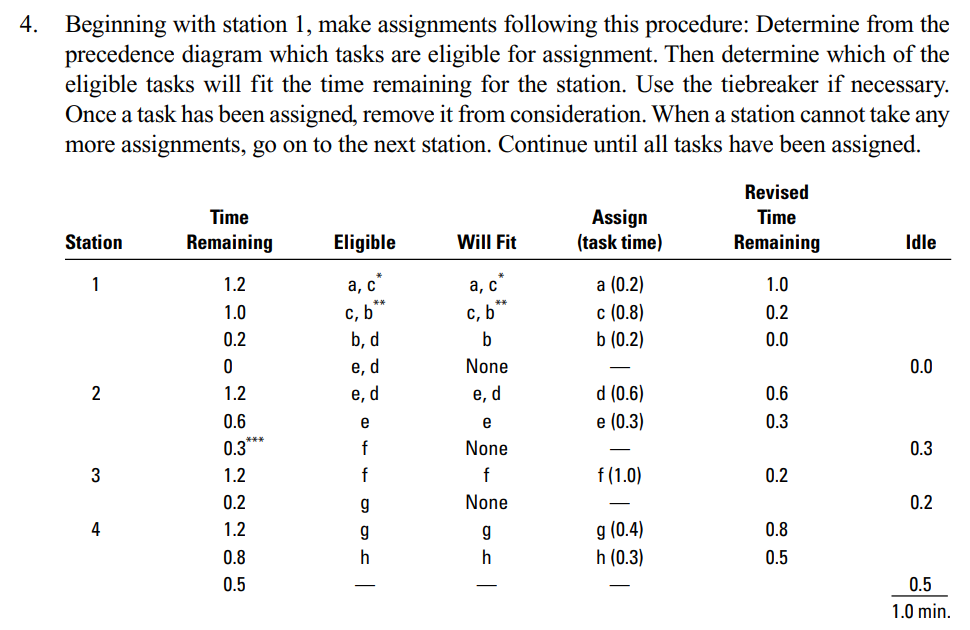 4. Beginning with station 1, make assignments following this procedure: Determine from the
precedence diagram which tasks are eligible for assignment. Then determine which of the
eligible tasks will fit the time remaining for the station. Use the tiebreaker if necessary.
Once a task has been assigned, remove it from consideration. When a station cannot take any
more assignments, go on to the next station. Continue until all tasks have been assigned.
Revised
Time Assign Time
Station Remaining Eligible Will Fit (task time) Remaining Idle
1 1.2 a, c* a, c* a (0.2) 1.0
1.0 c, b** c, b** c (0.8) 0.2
0.2 b, d b b (0.2) 0.0
0 e, d None — 0.0
2 1.2 e, d e, d d (0.6) 0.6
0.6 e e e (0.3) 0.3
0.3*** f None — 0.3
3 1.2 f f f (1.0) 0.2
0.2 g None — 0.2
4 1.2 g g g (0.4) 0.8
0.8 h h h (0.3) 0.5
0.5 — — — 0.5
1.0 min.